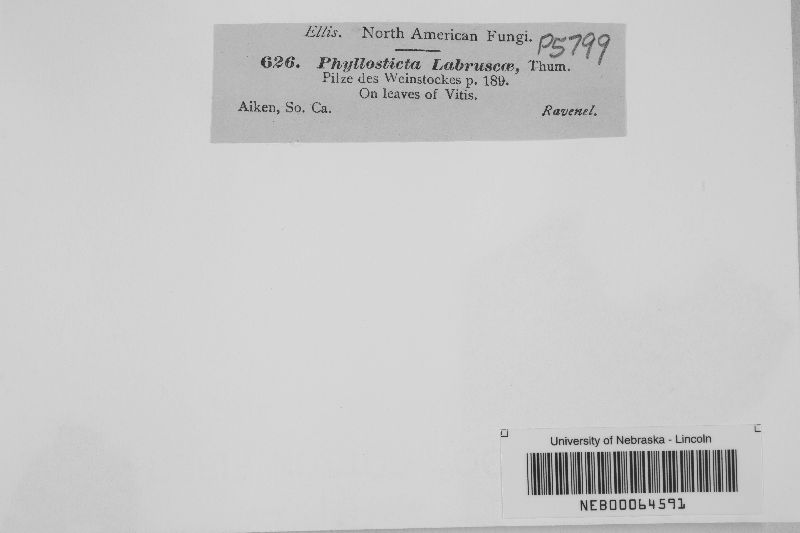 Ellis. North American Fungi. P5799
626. Phyllosticta Labruscæ, Thum.
Pilze des Weinstockes p. 189.
On leaves of Vitis.
Aiken, So. Ca. Ravenel.
University of Nebraska - Lincoln
NEB00064591